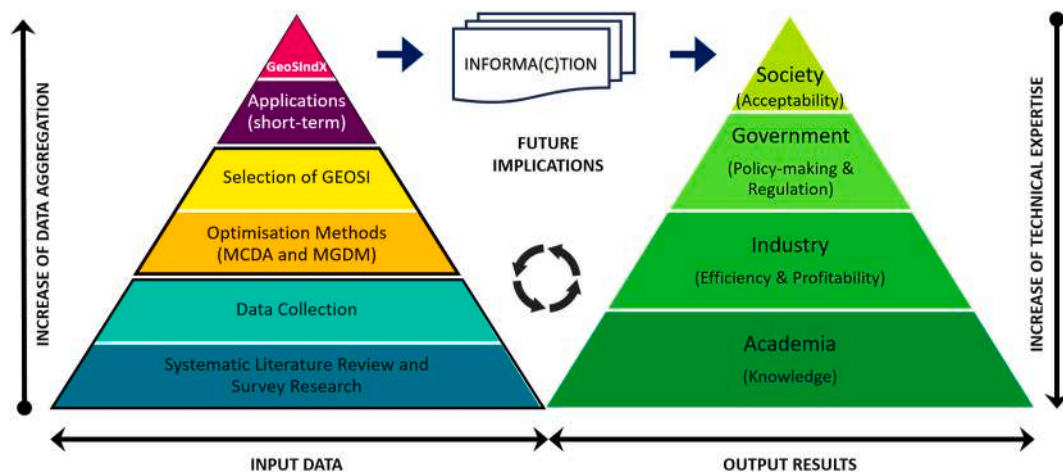 INCREASE OF DATA AGGREGATION
GeoSIndX
Applications
(short-term)
Selection of GEOSI
Optimisation Methods
(MCDA and MGDM)
Data Collection
Systematic Literature Review and
Survey Research
INPUT DATA
INFORMA(C)TION
FUTURE
IMPLICATIONS
Society
(Acceptability)
Government
(Policy-making &
Regulation)
Industry
(Efficiency & Profitability)
Academia
(Knowledge)
OUTPUT RESULTS
INCREASE OF TECHNICAL EXPERTISE